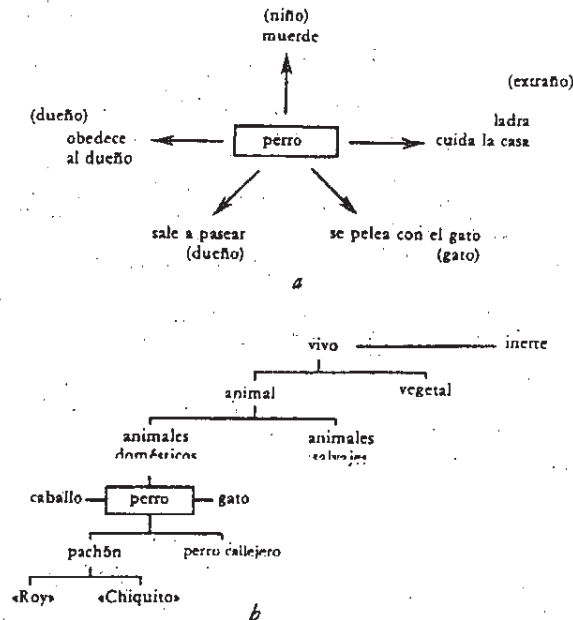 (niño)
muerde
(extraño)
(dueño)
obedece
al dueño
perro
ladra
cuida la casa
sale a pasear
(dueño)
se pelea con el gato
(gato)
a
vivo
inerte
animal
vegetal
animales
domésticos
animales
salvajes
caballo
perro
gato
pachón
perro callejero
«Roy»
«Chiquito»
b